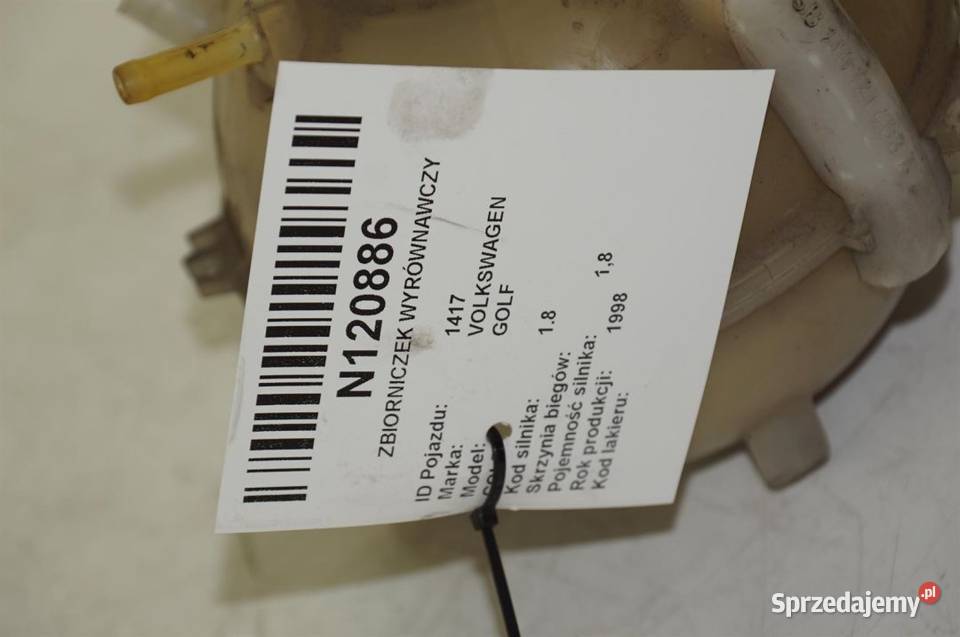 N120886
ZBIORNICZEK WYRÓWNAWCZY
ID Pojazdu: 1417
Marka: VOLKSWAGEN
Model: GOLF
Kod silnika: 1.8
Skrzynia biegów:
Pojemność silnika: 1,8
Rok produkcji: 1998
Kod lakieru:
Sprzedajemy.pl